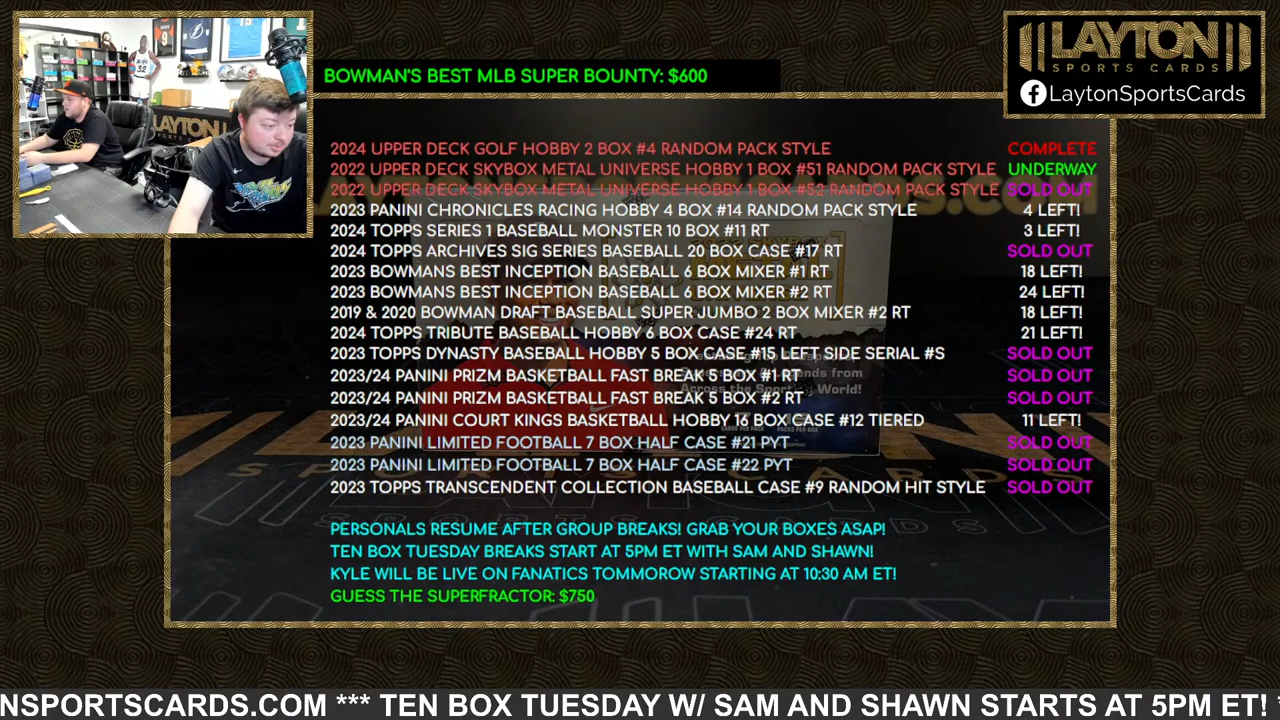 BOWMAN'S BEST MLB SUPER BOUNTY: $600
LAYTON
SPORTS CARDS
LaytonSportsCards
2024 UPPER DECK GOLF HOBBY 2 BOX #4 RANDOM PACK STYLE COMPLETE
2022 UPPER DECK SKYBOX METAL UNIVERSE HOBBY 1 BOX #51 RANDOM PACK STYLE UNDERWAY
2022 UPPER DECK SKYBOX METAL UNIVERSE HOBBY 1 BOX #52 RANDOM PACK STYLE SOLD OUT
2023 PANINI CHRONICLES RACING HOBBY 4 BOX #14 RANDOM PACK STYLE 4 LEFT!
2024 TOPPS SERIES 1 BASEBALL MONSTER 10 BOX #11 RT 3 LEFT!
2024 TOPPS ARCHIVES SIG SERIES BASEBALL 20 BOX CASE #17 RT SOLD OUT
2023 BOWMANS BEST INCEPTION BASEBALL 6 BOX MIXER #1 RT 18 LEFT!
2023 BOWMANS BEST INCEPTION BASEBALL 6 BOX MIXER #2 RT 24 LEFT!
2019 & 2020 BOWMAN DRAFT BASEBALL SUPER JUMBO 2 BOX MIXER #2 RT 18 LEFT!
2024 TOPPS TRIBUTE BASEBALL HOBBY 6 BOX CASE #24 RT 21 LEFT!
2023 TOPPS DYNASTY BASEBALL HOBBY 5 BOX CASE #15 LEFT SIDE SERIAL #S SOLD OUT
2023/24 PANINI PRIZM BASKETBALL FAST BREAK 5 BOX #1 RT SOLD OUT
2023/24 PANINI PRIZM BASKETBALL FAST BREAK 5 BOX #2 RT SOLD OUT
2023/24 PANINI COURT KINGS BASKETBALL HOBBY 16 BOX CASE #12 TIERED 11 LEFT!
2023 PANINI LIMITED FOOTBALL 7 BOX HALF CASE #21 PYT SOLD OUT
2023 PANINI LIMITED FOOTBALL 7 BOX HALF CASE #22 PYT SOLD OUT
2023 TOPPS TRANSCENDENT COLLECTION BASEBALL CASE #9 RANDOM HIT STYLE SOLD OUT
PERSONALS RESUME AFTER GROUP BREAKS! GRAB YOUR BOXES ASAP!
TEN BOX TUESDAY BREAKS START AT 5PM ET WITH SAM AND SHAWN!
KYLE WILL BE LIVE ON FANATICS TOMMOROW STARTING AT 10:30 AM ET!
GUESS THE SUPERFRACTOR: $750
NSPORTSCARDS.COM *** TEN BOX TUESDAY W/ SAM AND SHAWN STARTS AT 5PM ET!